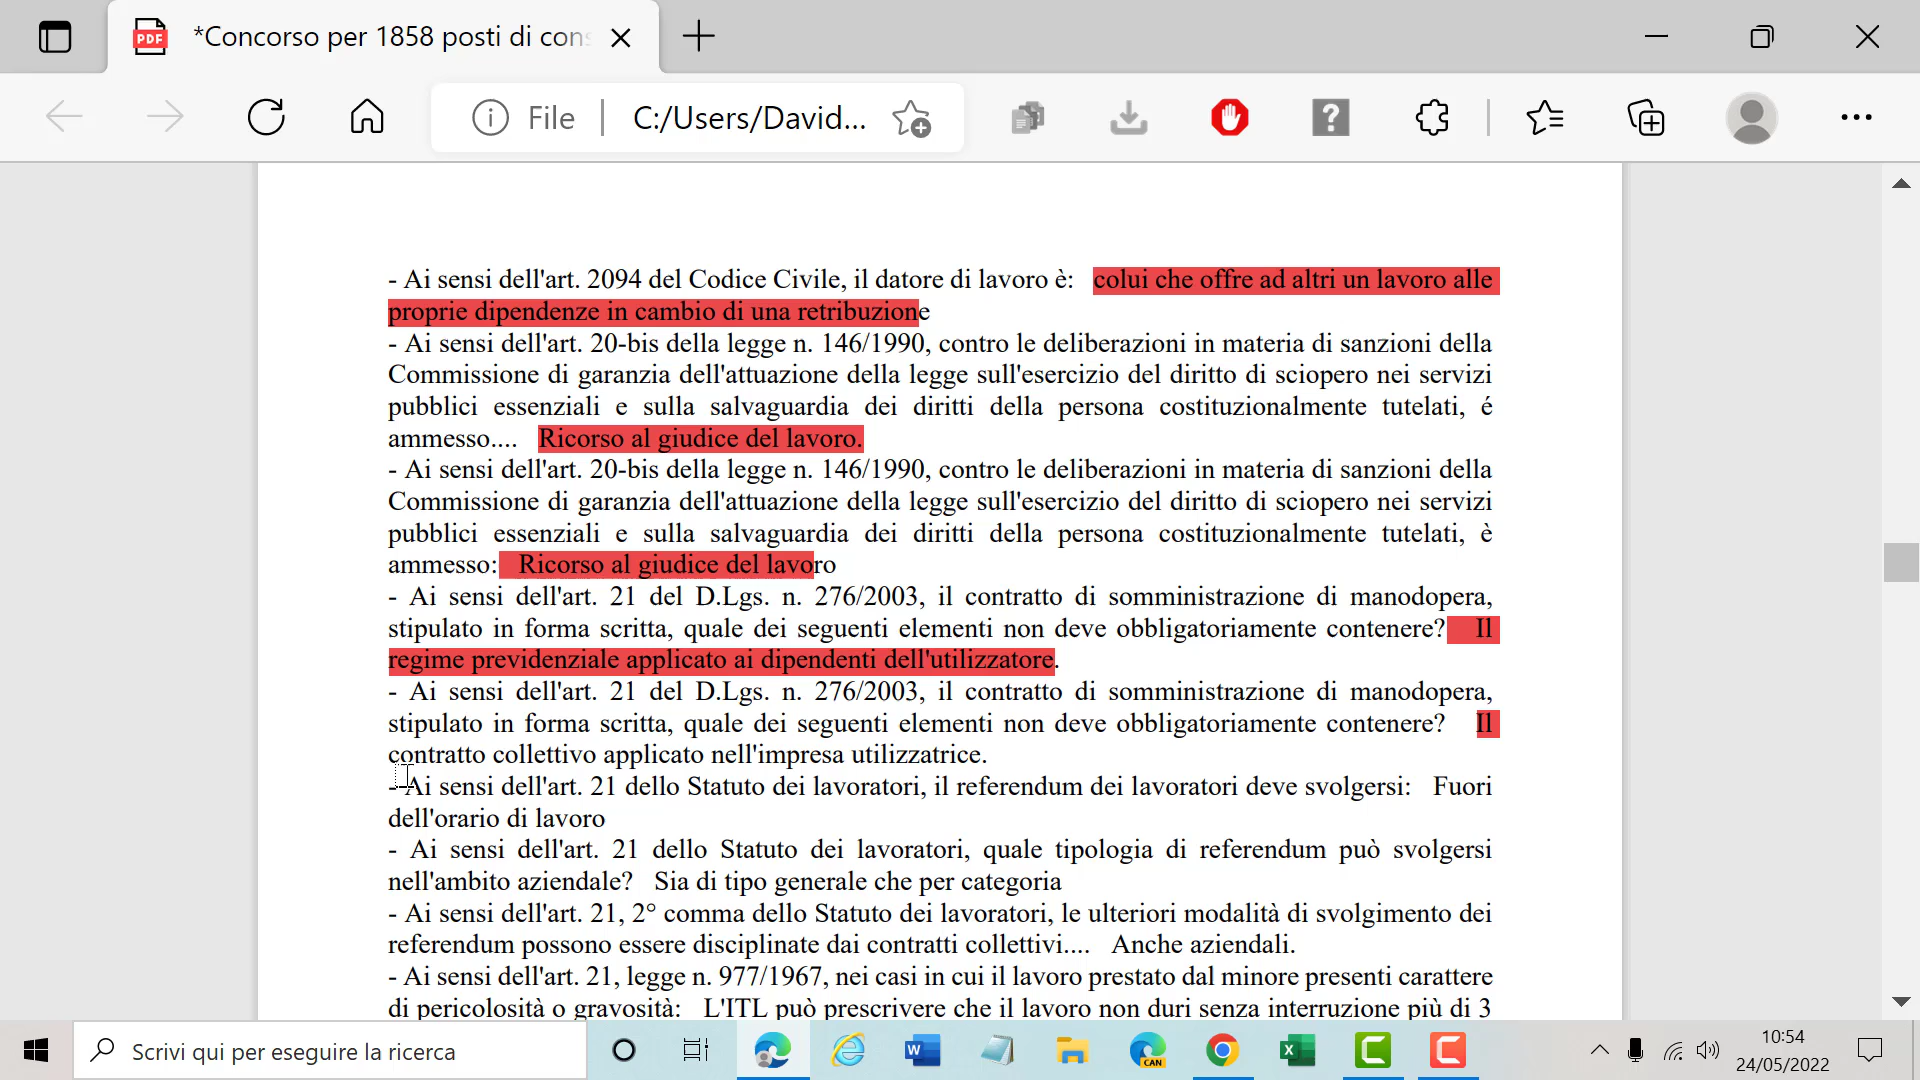 *Concorso per 1858 posti di con
File | C:/Users/David...
- Ai sensi dell'art. 2094 del Codice Civile, il datore di lavoro è: colui che offre ad altri un lavoro alle
proprie dipendenze in cambio di una retribuzione
- Ai sensi dell'art. 20-bis della legge n. 146/1990, contro le deliberazioni in materia di sanzioni della
Commissione di garanzia dell'attuazione della legge sull'esercizio del diritto di sciopero nei servizi
pubblici essenziali e sulla salvaguardia dei diritti della persona costituzionalmente tutelati, é
ammesso.... Ricorso al giudice del lavoro.
- Ai sensi dell'art. 20-bis della legge n. 146/1990, contro le deliberazioni in materia di sanzioni della
Commissione di garanzia dell'attuazione della legge sull'esercizio del diritto di sciopero nei servizi
pubblici essenziali e sulla salvaguardia dei diritti della persona costituzionalmente tutelati, è
ammesso: Ricorso al giudice del lavoro
- Ai sensi dell'art. 21 del D.Lgs. n. 276/2003, il contratto di somministrazione di manodopera,
stipulato in forma scritta, quale dei seguenti elementi non deve obbligatoriamente contenere? Il
regime previdenziale applicato ai dipendenti dell'utilizzatore.
- Ai sensi dell'art. 21 del D.Lgs. n. 276/2003, il contratto di somministrazione di manodopera,
stipulato in forma scritta, quale dei seguenti elementi non deve obbligatoriamente contenere? Il
contratto collettivo applicato nell'impresa utilizzatrice.
- Ai sensi dell'art. 21 dello Statuto dei lavoratori, il referendum dei lavoratori deve svolgersi: Fuori
dell'orario di lavoro
- Ai sensi dell'art. 21 dello Statuto dei lavoratori, quale tipologia di referendum può svolgersi
nell'ambito aziendale? Sia di tipo generale che per categoria
- Ai sensi dell'art. 21, 2° comma dello Statuto dei lavoratori, le ulteriori modalità di svolgimento dei
referendum possono essere disciplinate dai contratti collettivi.... Anche aziendali.
- Ai sensi dell'art. 21, legge n. 977/1967, nei casi in cui il lavoro prestato dal minore presenti carattere
di pericolosità o gravosità: L'ITL può prescrivere che il lavoro non duri senza interruzione più di 3
Scrivi qui per eseguire la ricerca
10:54
24/05/2022